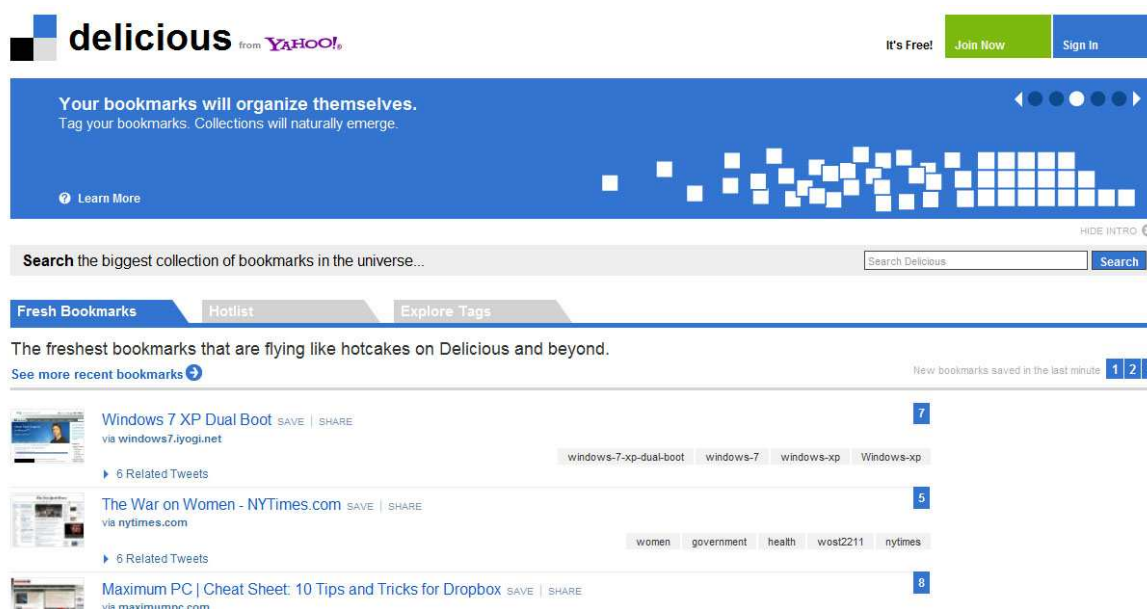 delicious from YAHOO!
It's Free! Join Now Sign In
Your bookmarks will organize themselves.
Tag your bookmarks. Collections will naturally emerge.
Learn More
HIDE INTRO
Search the biggest collection of bookmarks in the universe... Search Delicious Search
Fresh Bookmarks Hotlist Explore Tags
The freshest bookmarks that are flying like hotcakes on Delicious and beyond.
See more recent bookmarks New bookmarks saved in the last minute 1 2
Windows 7 XP Dual Boot SAVE | SHARE 7
via windows7.iyogi.net
windows-7-xp-dual-boot windows-7 windows-xp Windows-xp
6 Related Tweets
The War on Women - NYTimes.com SAVE | SHARE 5
via nytimes.com
women government health wost2211 nytimes
6 Related Tweets
Maximum PC | Cheat Sheet: 10 Tips and Tricks for Dropbox SAVE | SHARE 8
via maximumpc.com